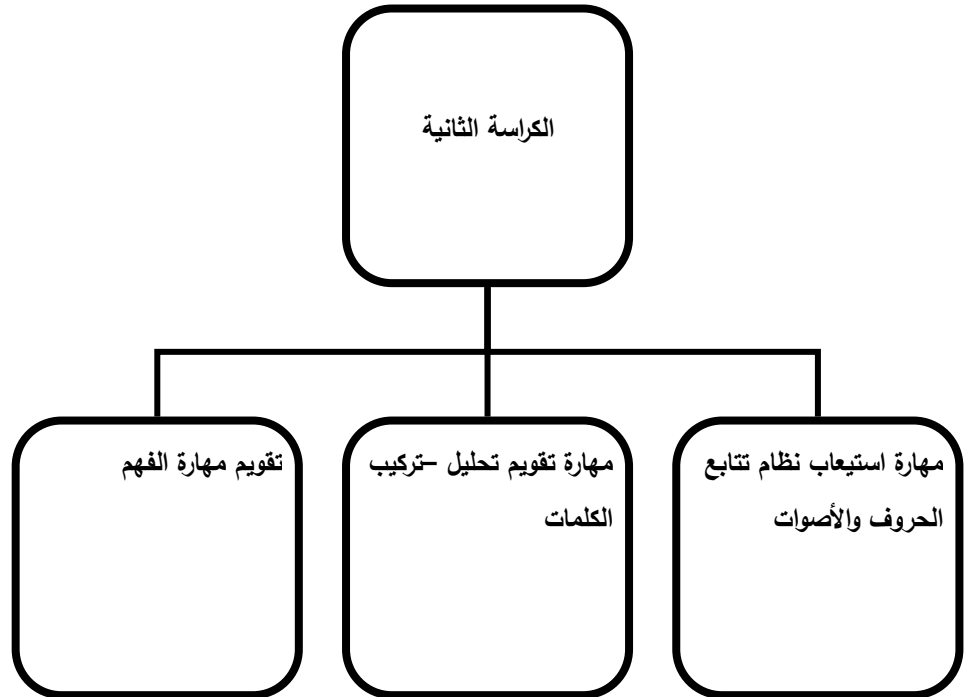 الكراسة الثانية
مهارة استيعاب نظام تتابع
الحروف والأصوات
مهارة تقويم تحليل –تركيب
الكلمات
تقويم مهارة الفهم